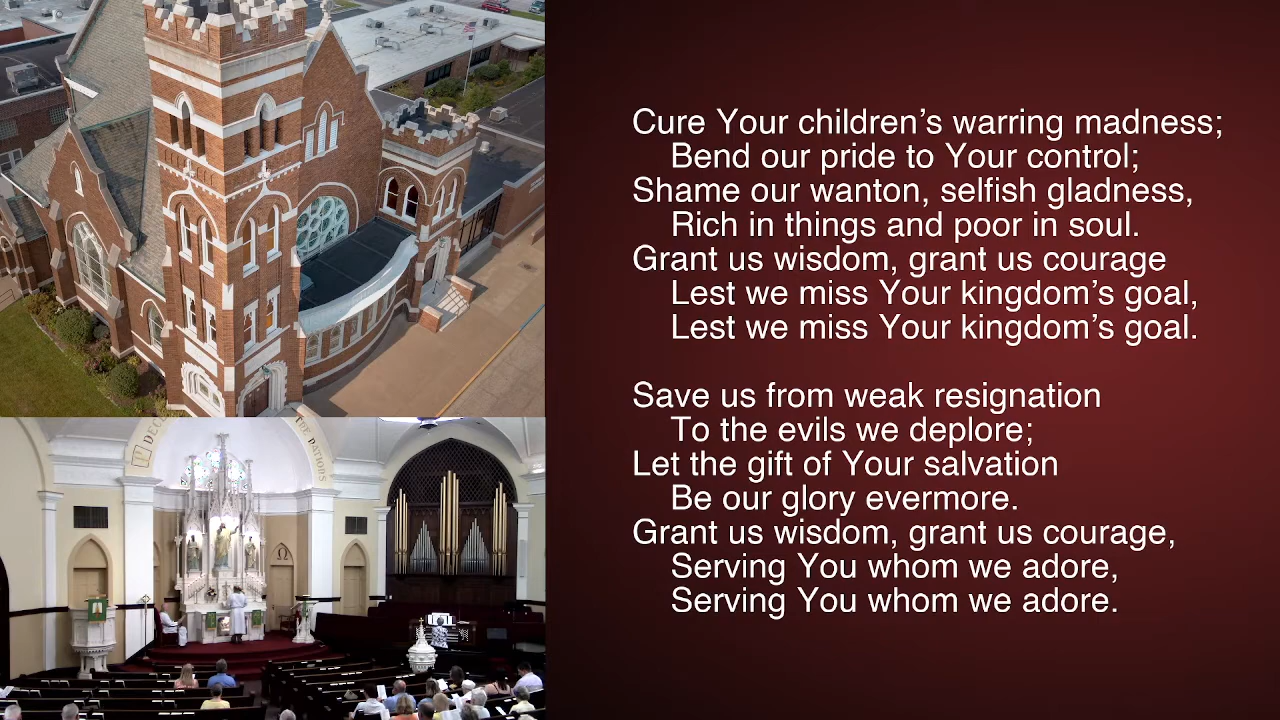 Cure Your children’s warring madness;
Bend our pride to Your control;
Shame our wanton, selfish gladness,
Rich in things and poor in soul.
Grant us wisdom, grant us courage
Lest we miss Your kingdom’s goal,
Lest we miss Your kingdom’s goal.
Save us from weak resignation
To the evils we deplore;
Let the gift of Your salvation
Be our glory evermore.
Grant us wisdom, grant us courage,
Serving You whom we adore,
Serving You whom we adore.